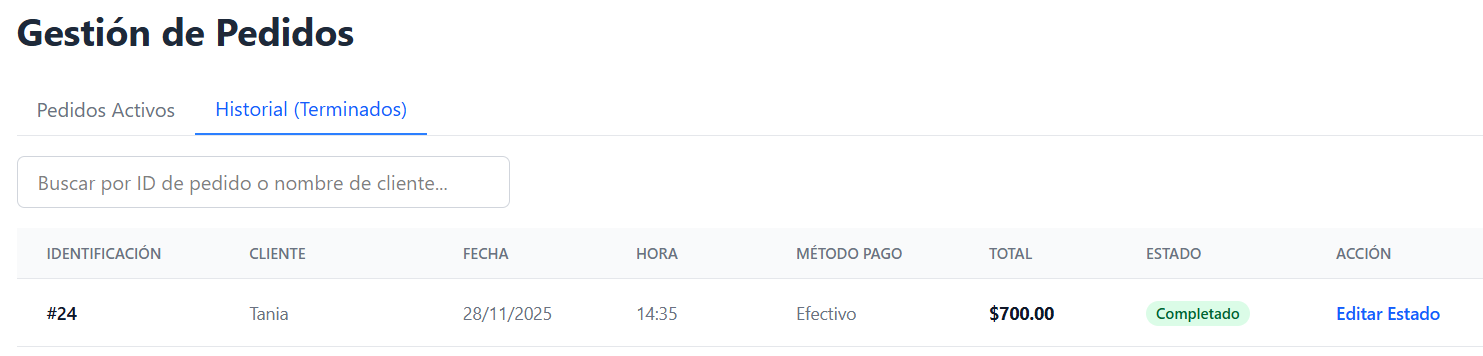 Gestión de Pedidos
Pedidos Activos Historial (Terminados)
Buscar por ID de pedido o nombre de cliente...
IDENTIFICACIÓN CLIENTE FECHA HORA MÉTODO PAGO TOTAL ESTADO ACCIÓN
#24 Tania 28/11/2025 14:35 Efectivo $700.00 Completado Editar Estado